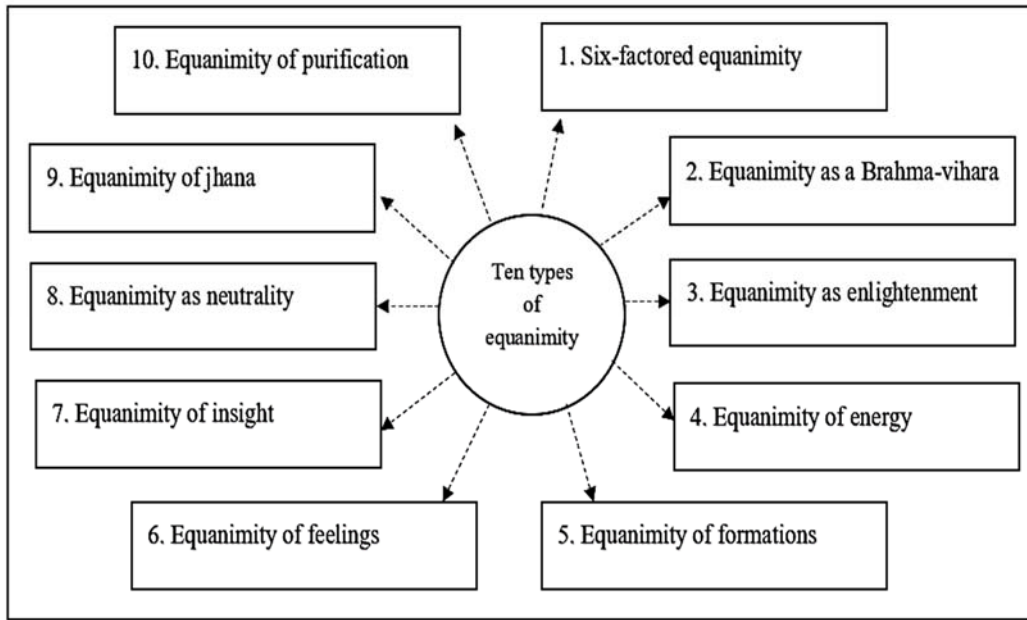 Ten types
of
equanimity
1. Six-factored equanimity
2. Equanimity as a Brahma-vihara
3. Equanimity as enlightenment
4. Equanimity of energy
5. Equanimity of formations
6. Equanimity of feelings
7. Equanimity of insight
8. Equanimity as neutrality
9. Equanimity of jhana
10. Equanimity of purification